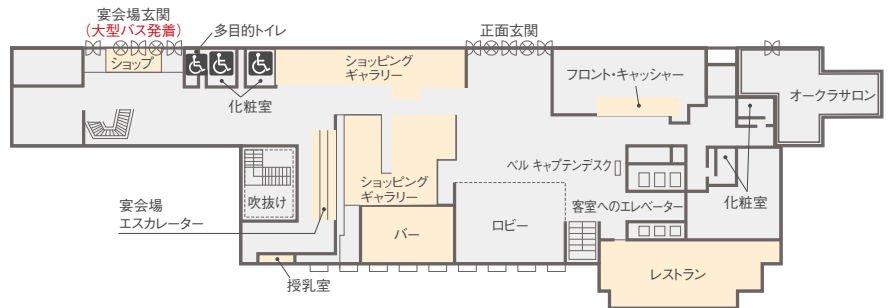 宴会場玄関
(大型バス発着)
多目的トイレ
正面玄関
ショップ
ショッピング
ギャラリー
フロント・キャッシャー
オークラサロン
化粧室
ベル キャプテンデスク
ショッピング
ギャラリー
吹抜け
宴会場
エスカレーター
バー
ロビー
客室へのエレベーター
化粧室
レストラン
授乳室